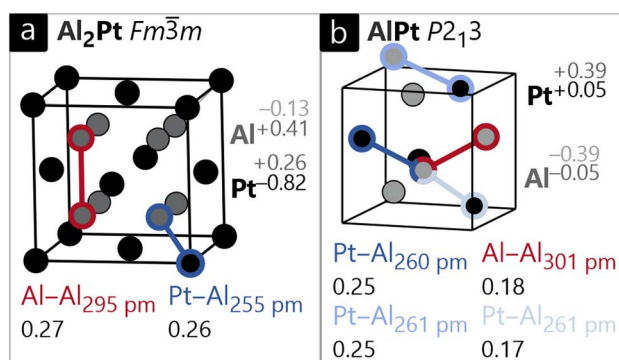 a Al₂Pt Fm3̅m
−0.13
Al +0.41
+0.26
Pt −0.82
Al–Al295 pm Pt–Al255 pm
0.27 0.26
b AlPt P2₁3
+0.39
Pt +0.05
−0.39
Al −0.05
Pt–Al260 pm Al–Al301 pm
0.25 0.18
Pt–Al261 pm Pt–Al261 pm
0.25 0.17